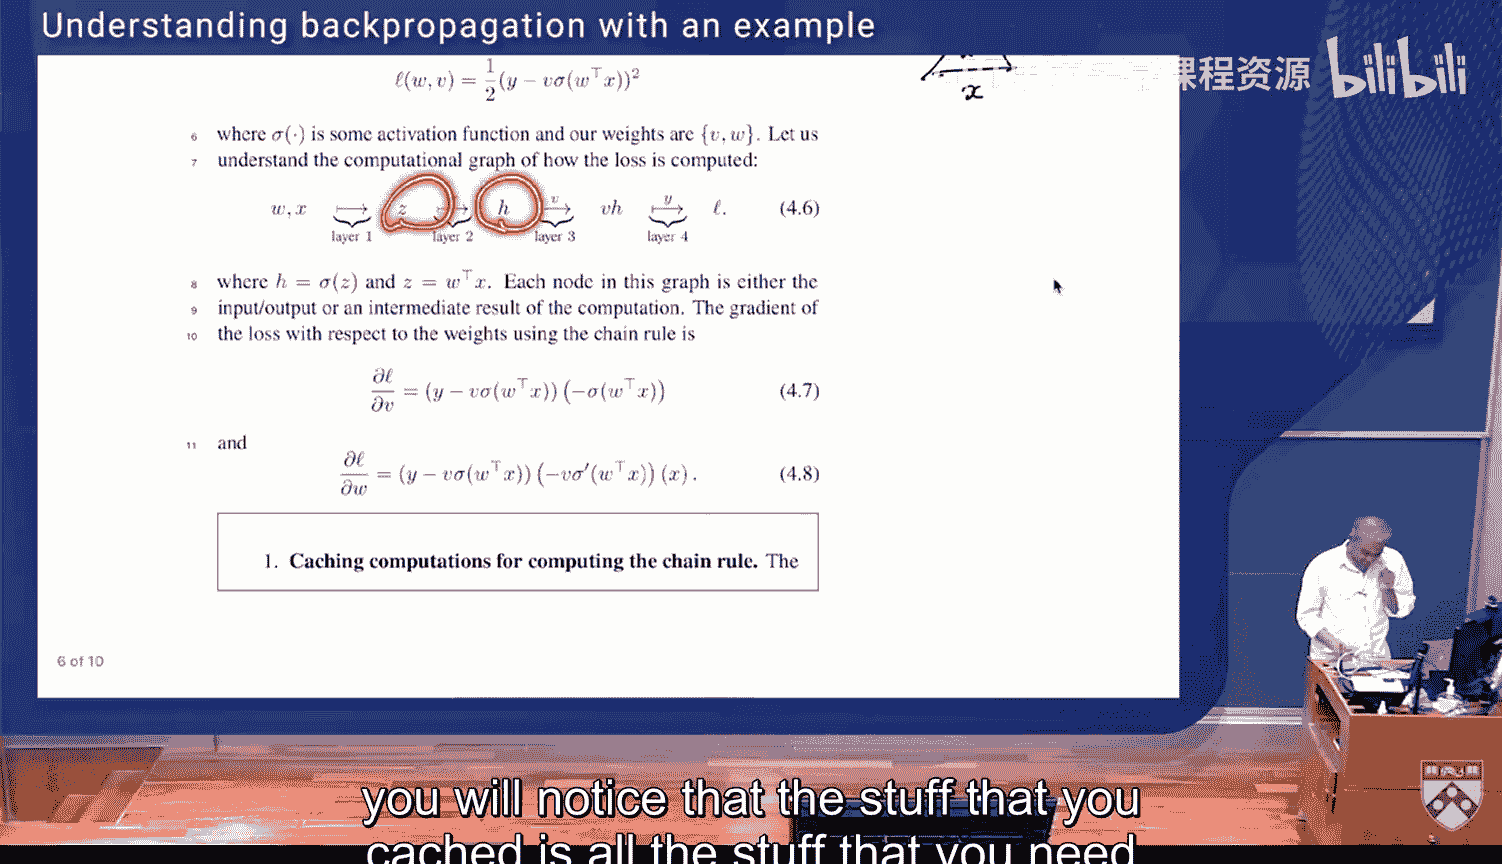 Understanding backpropagation with an example
课程资源 bilibili
ℓ(w, v) = 1/2 (y − vσ(w⊤x))²
x
6 where σ(·) is some activation function and our weights are {v, w}. Let us
7 understand the computational graph of how the loss is computed:
w, x ⟼ z ⟼ h v⟼ vh y⟼ ℓ. (4.6)
layer 1 layer 2 layer 3 layer 4
8 where h = σ(z) and z = w⊤x. Each node in this graph is either the
9 input/output or an intermediate result of the computation. The gradient of
10 the loss with respect to the weights using the chain rule is
∂ℓ/∂v = (y − vσ(w⊤x)) (−σ(w⊤x)) (4.7)
11 and
∂ℓ/∂w = (y − vσ(w⊤x)) (−vσ′(w⊤x)) (x). (4.8)
1. Caching computations for computing the chain rule. The
6 of 10
you will notice that the stuff that you
cached is all the stuff that you need